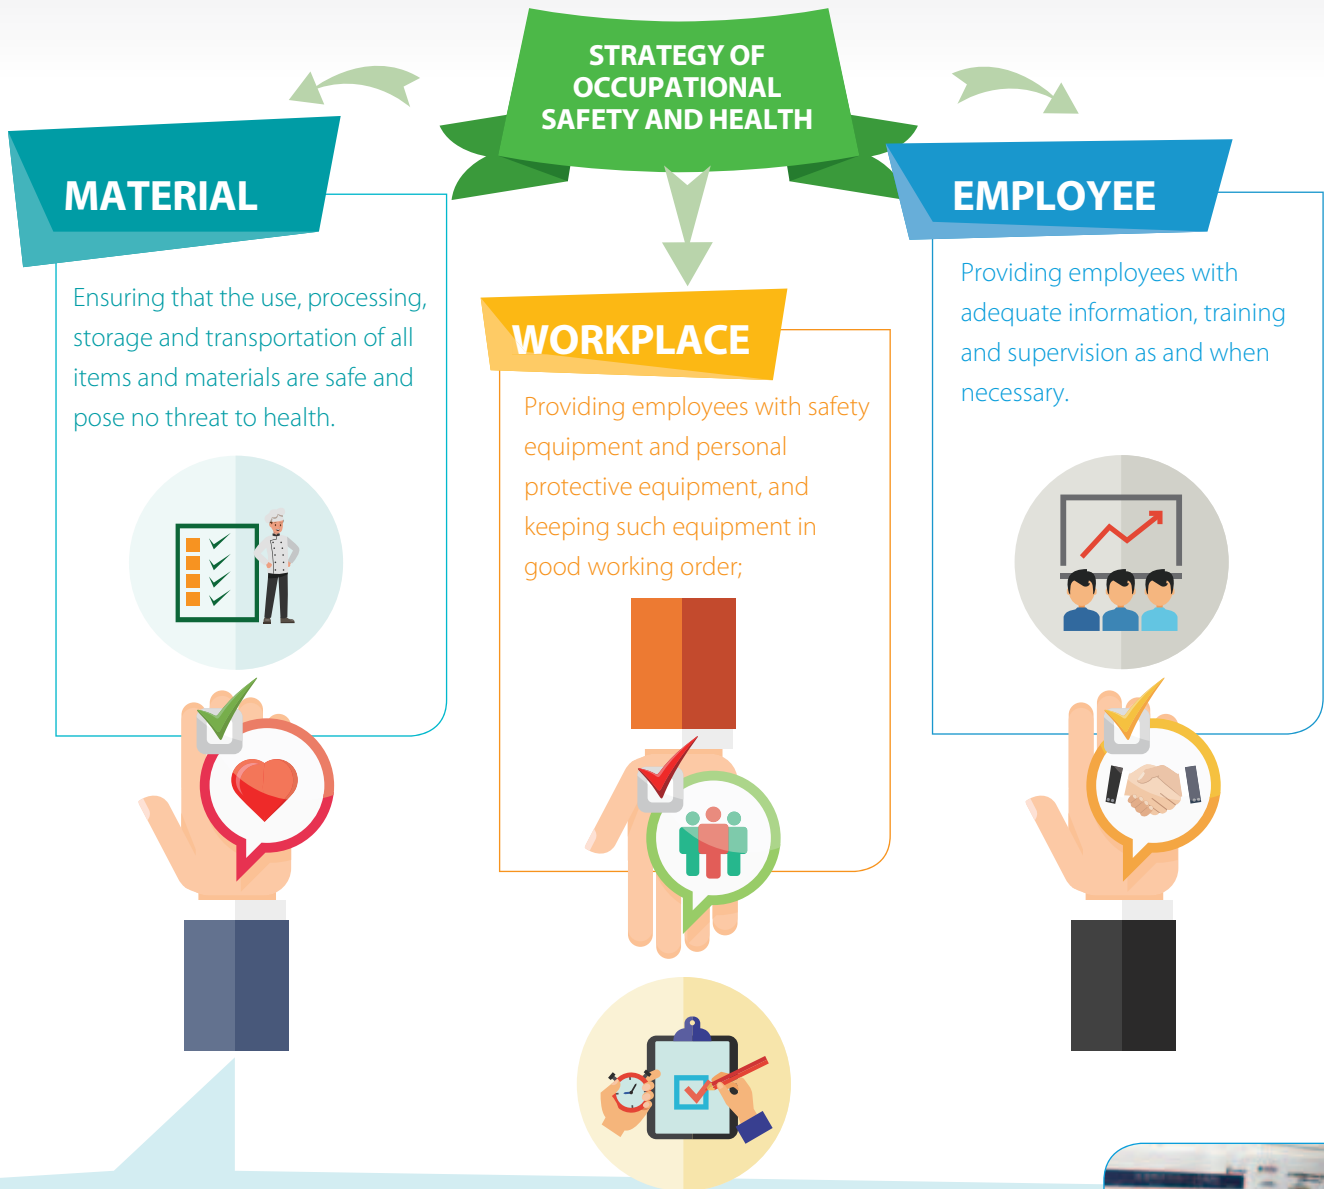 STRATEGY OF
OCCUPATIONAL
SAFETY AND HEALTH
MATERIAL
Ensuring that the use, processing,
storage and transportation of all
items and materials are safe and
pose no threat to health.
WORKPLACE
Providing employees with safety
equipment and personal
protective equipment, and
keeping such equipment in
good working order;
EMPLOYEE
Providing employees with
adequate information, training
and supervision as and when
necessary.